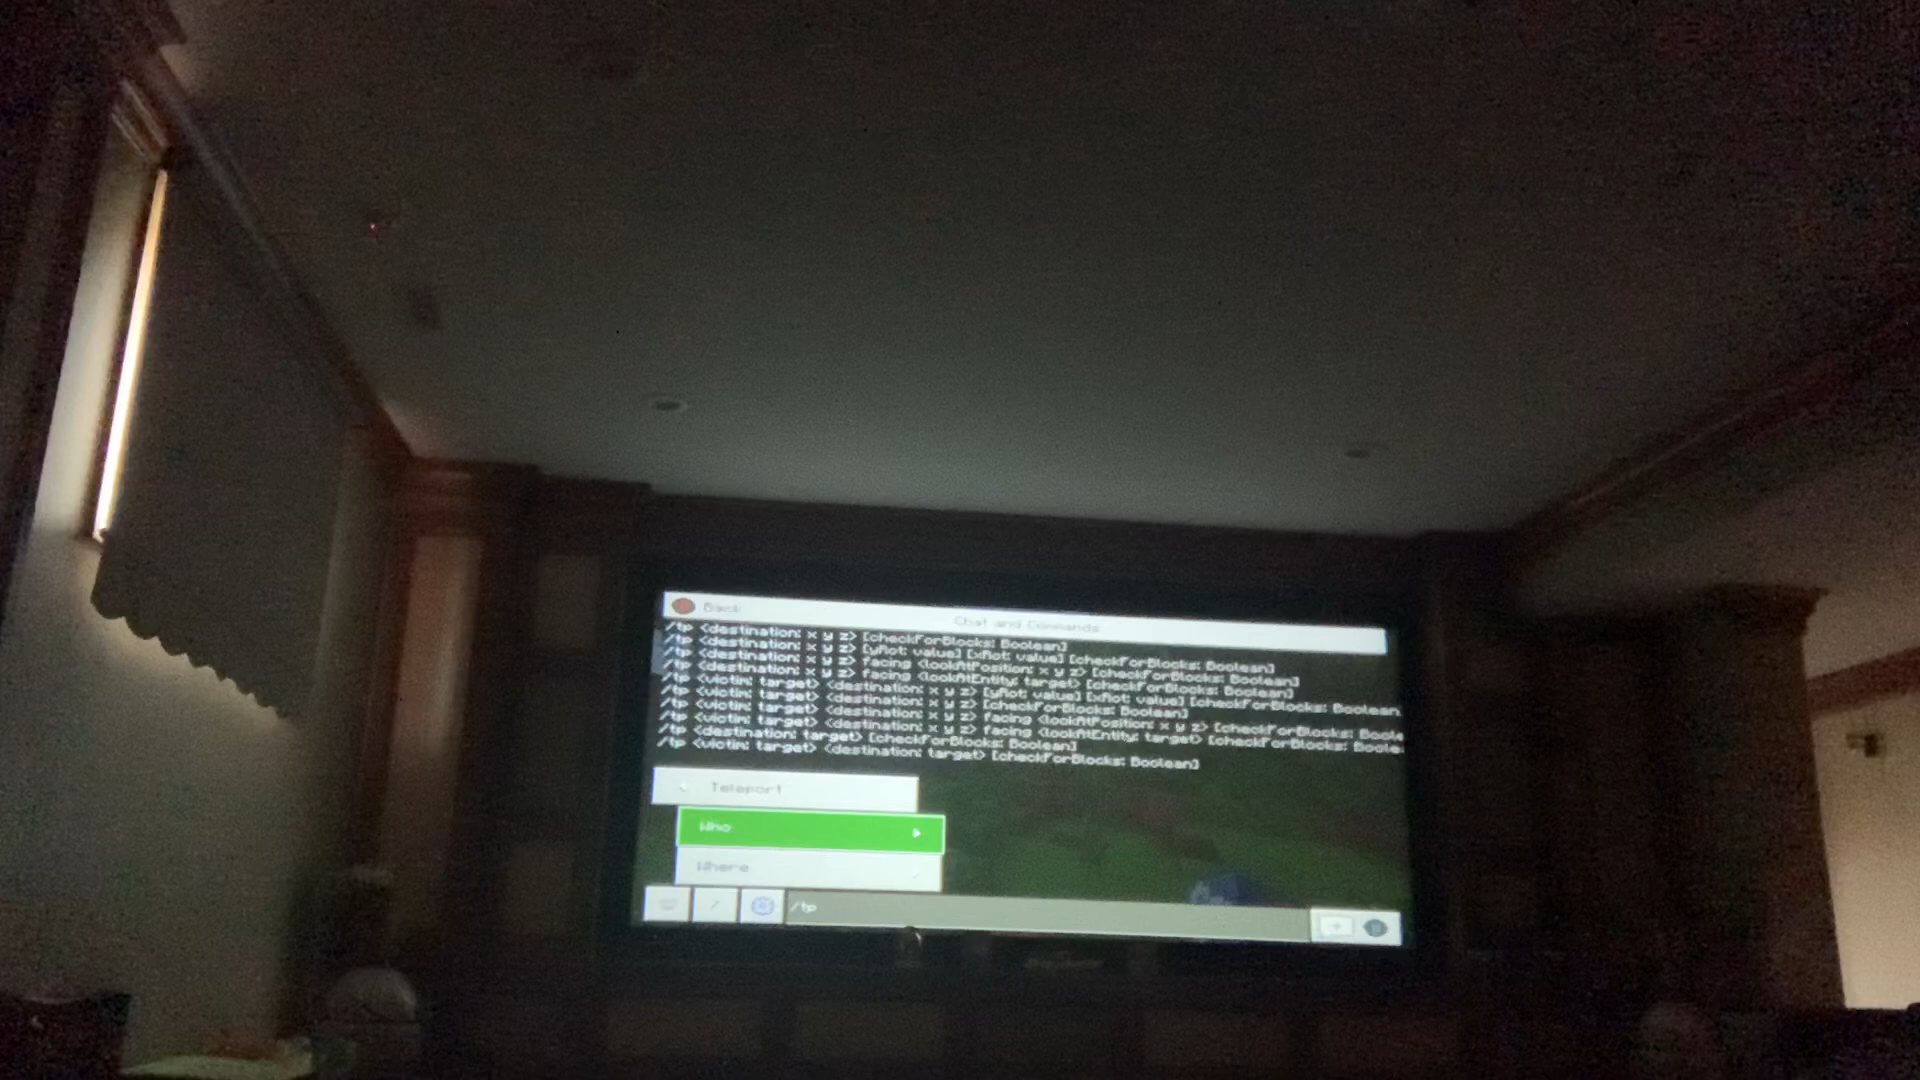 Back
Chat and Commands
/tp <destination: x y z> [checkForBlocks: Boolean]
/tp <destination: x y z> [yRot: value] [xRot: value] [checkForBlocks: Boolean]
/tp <destination: x y z> facing <lookAtPosition: x y z> [checkForBlocks: Boolean]
/tp <destination: x y z> facing <lookAtEntity: target> [checkForBlocks: Boolean]
/tp <victim: target> <destination: x y z> [yRot: value] [xRot: value] [checkForBlocks: Boolean
/tp <victim: target> <destination: x y z> [checkForBlocks: Boolean]
/tp <victim: target> <destination: x y z> facing <lookAtPosition: x y z> [checkForBlocks: Boole
/tp <victim: target> <destination: x y z> facing <lookAtEntity: target> [checkForBlocks: Boole
/tp <destination: target> [checkForBlocks: Boolean]
/tp <victim: target> <destination: target> [checkForBlocks: Boolean]
Teleport
Who
Where
/tp